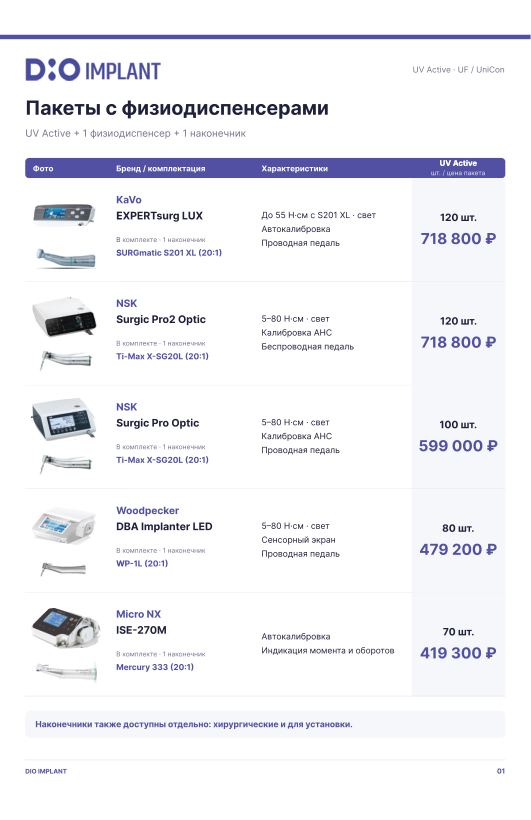 DIO IMPLANT
UV Active · UF / UniCon
Пакеты с физиодиспенсерами
UV Active + 1 физиодиспенсер + 1 наконечник
Фото
Бренд / комплектация
Характеристики
UV Active
шт. / цена пакета
KaVo
EXPERTsurg LUX
В комплекте · 1 наконечник
SURGmatic S201 XL (20:1)
До 55 Н·см с S201 XL · свет
Автокалибровка
Проводная педаль
120 шт.
718 800 ₽
NSK
Surgic Pro2 Optic
В комплекте · 1 наконечник
Ti-Max X-SG20L (20:1)
5–80 Н·см · свет
Калибровка AHC
Беспроводная педаль
120 шт.
718 800 ₽
NSK
Surgic Pro Optic
В комплекте · 1 наконечник
Ti-Max X-SG20L (20:1)
5–80 Н·см · свет
Калибровка AHC
Проводная педаль
100 шт.
599 000 ₽
Woodpecker
DBA Implanter LED
В комплекте · 1 наконечник
WP-1L (20:1)
5–80 Н·см · свет
Сенсорный экран
Проводная педаль
80 шт.
479 200 ₽
Micro NX
ISE-270M
В комплекте · 1 наконечник
Mercury 333 (20:1)
Автокалибровка
Индикация момента и оборотов
70 шт.
419 300 ₽
Наконечники также доступны отдельно: хирургические и для установки.
DIO IMPLANT
01